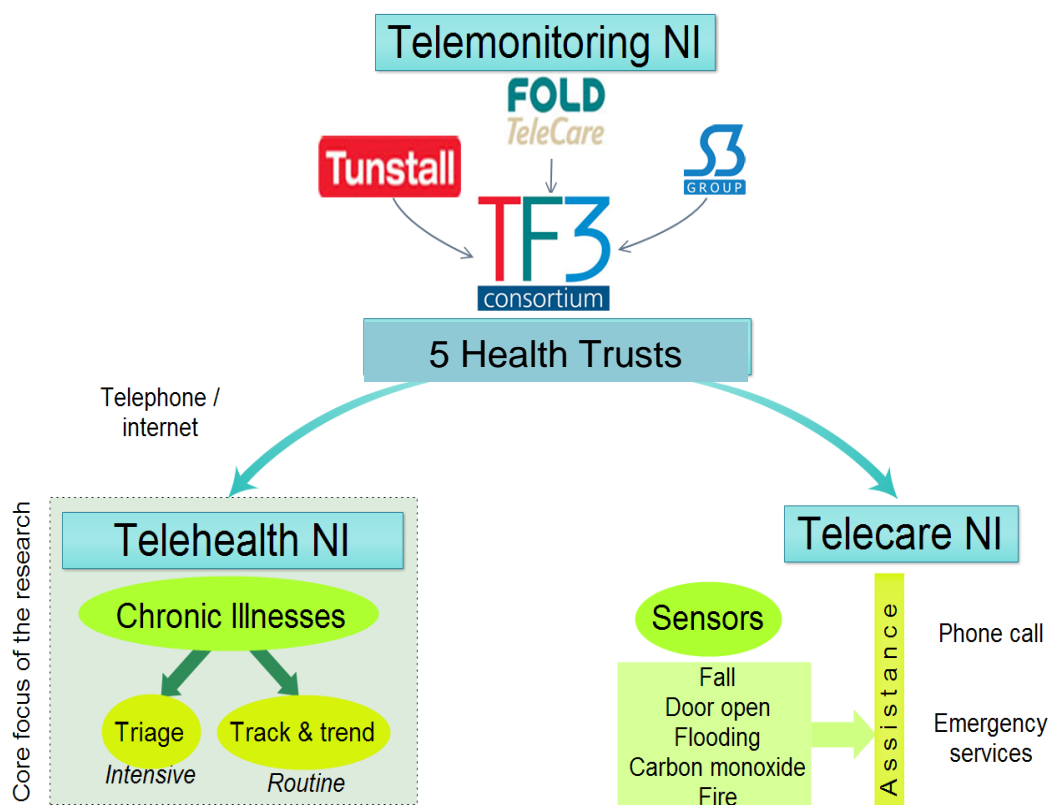 Telemonitoring NI
FOLD
TeleCare
Tunstall
S3
GROUP
TF3
consortium
5 Health Trusts
Telephone /
internet
Core focus of the research
Telehealth NI
Chronic Illnesses
Triage
Intensive
Track & trend
Routine
Telecare NI
Sensors
Fall
Door open
Flooding
Carbon monoxide
Fire
Assistance
Phone call
Emergency
services